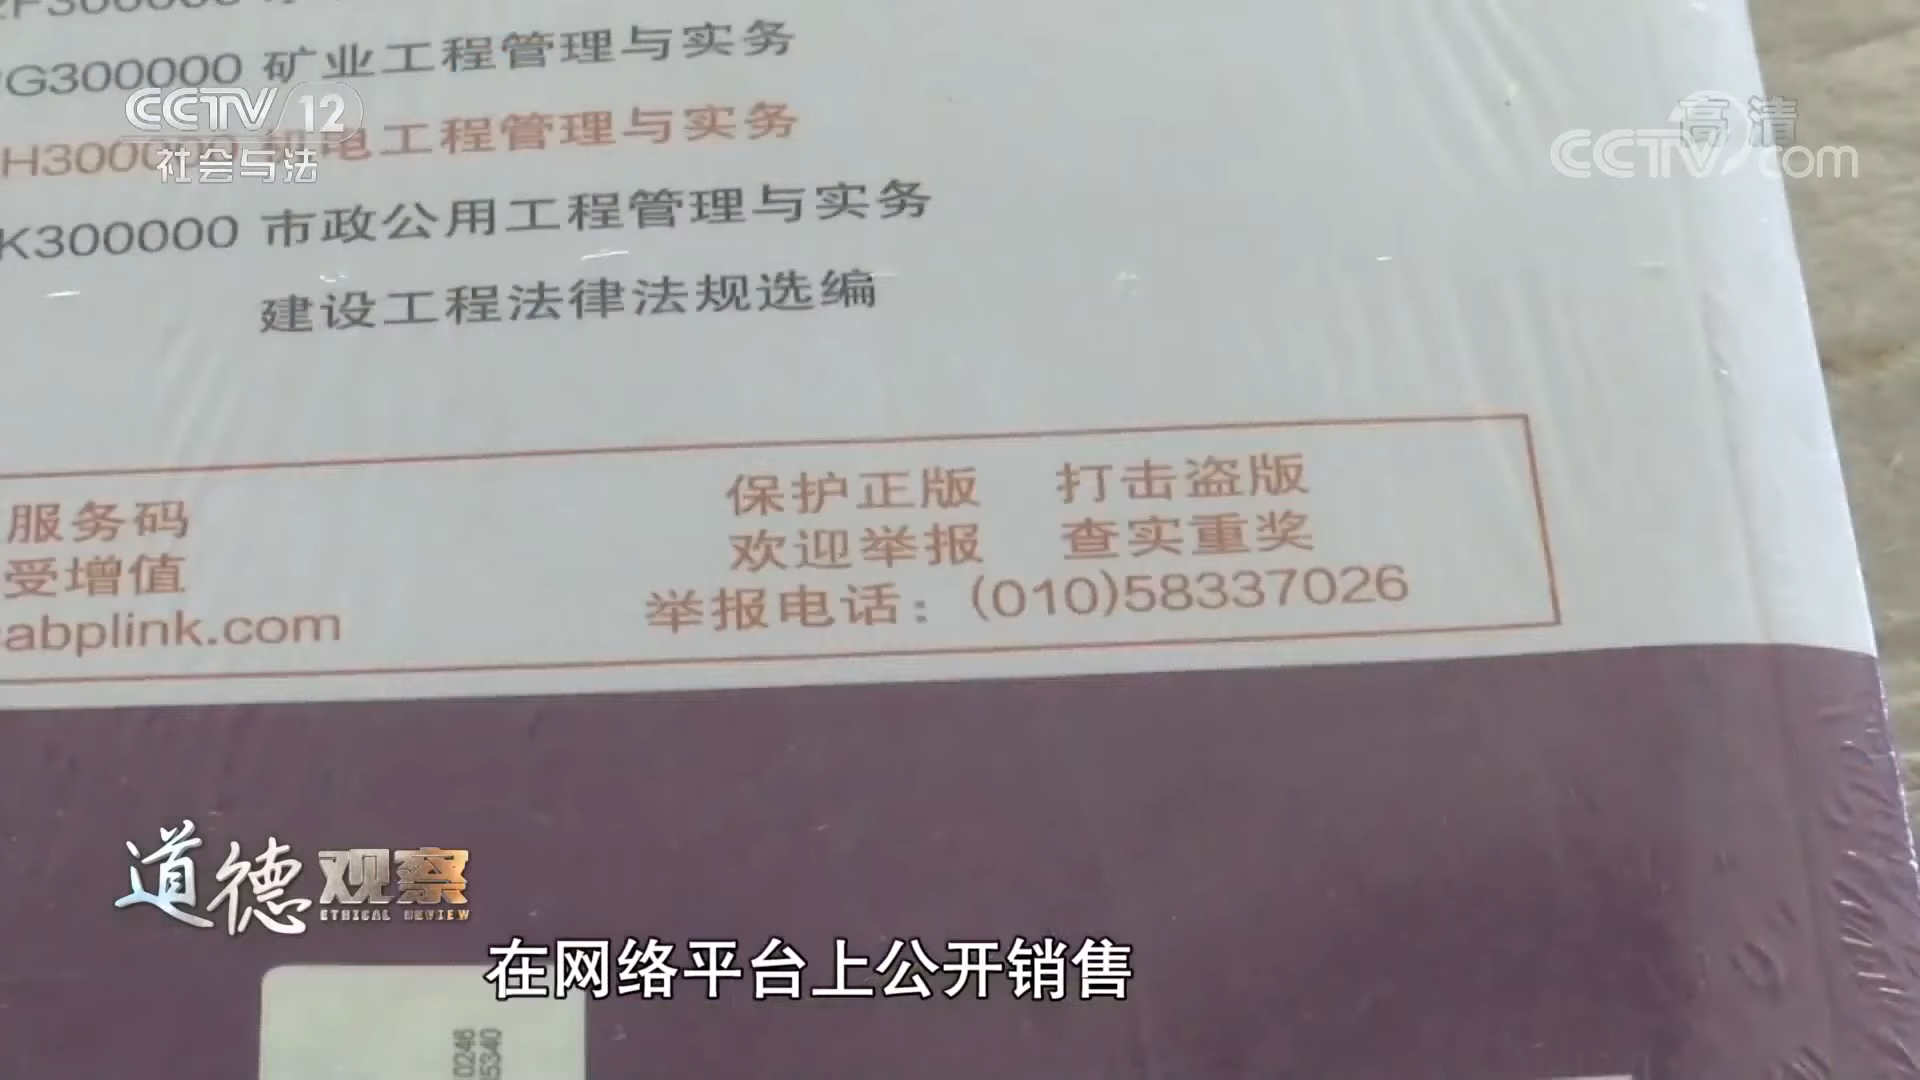 F300000
G300000 矿业工程管理与实务
H300000 机电工程管理与实务
K300000 市政公用工程管理与实务
建设工程法律法规选编
CCTV 12
社会与法
高清
CCTV.com
服务码
受增值
abplink.com
保护正版 打击盗版
欢迎举报 查实重奖
举报电话：(010)58337026
道德观察
ETHICAL REVIEW
在网络平台上公开销售
0246
5340